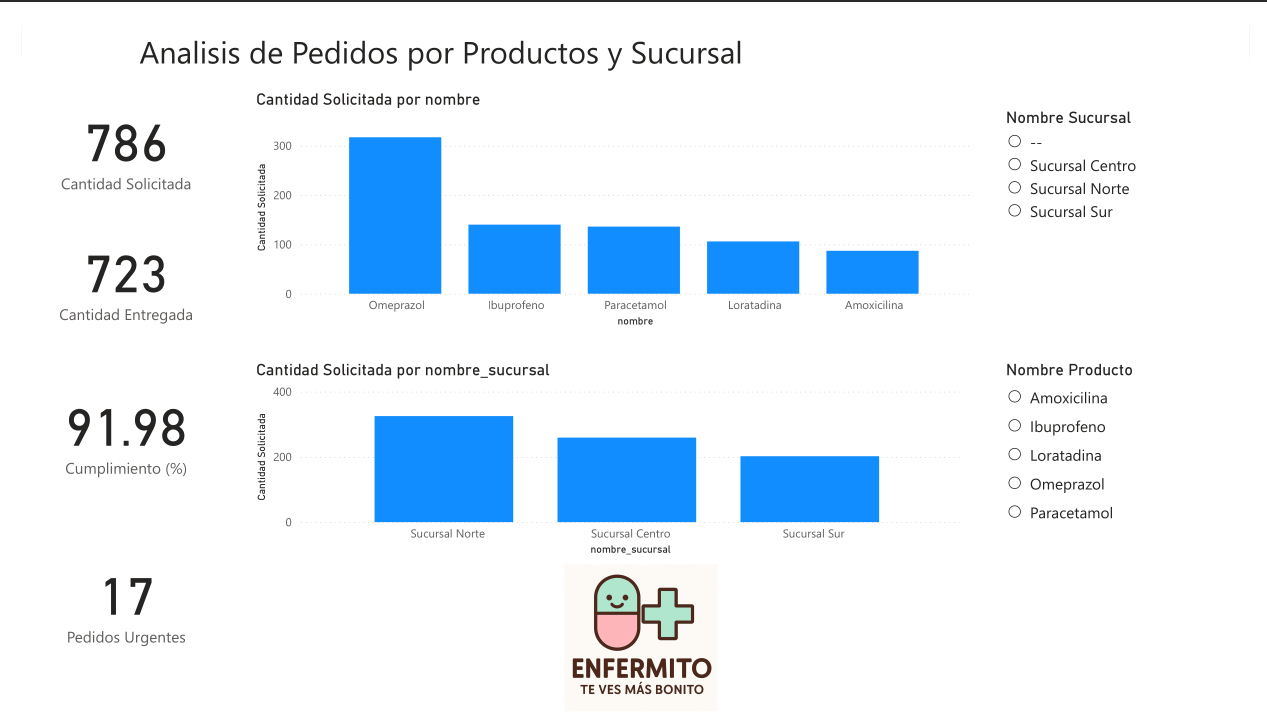 Analisis de Pedidos por Productos y Sucursal
786
Cantidad Solicitada
723
Cantidad Entregada
91.98
Cumplimiento (%)
17
Pedidos Urgentes
Cantidad Solicitada por nombre
Cantidad Solicitada
300
200
100
0
Omeprazol Ibuprofeno Paracetamol Loratadina Amoxicilina
nombre
Cantidad Solicitada por nombre_sucursal
Cantidad Solicitada
400
200
0
Sucursal Norte Sucursal Centro Sucursal Sur
nombre_sucursal
Nombre Sucursal
--
Sucursal Centro
Sucursal Norte
Sucursal Sur
Nombre Producto
Amoxicilina
Ibuprofeno
Loratadina
Omeprazol
Paracetamol
ENFERMITO
TE VES MÁS BONITO